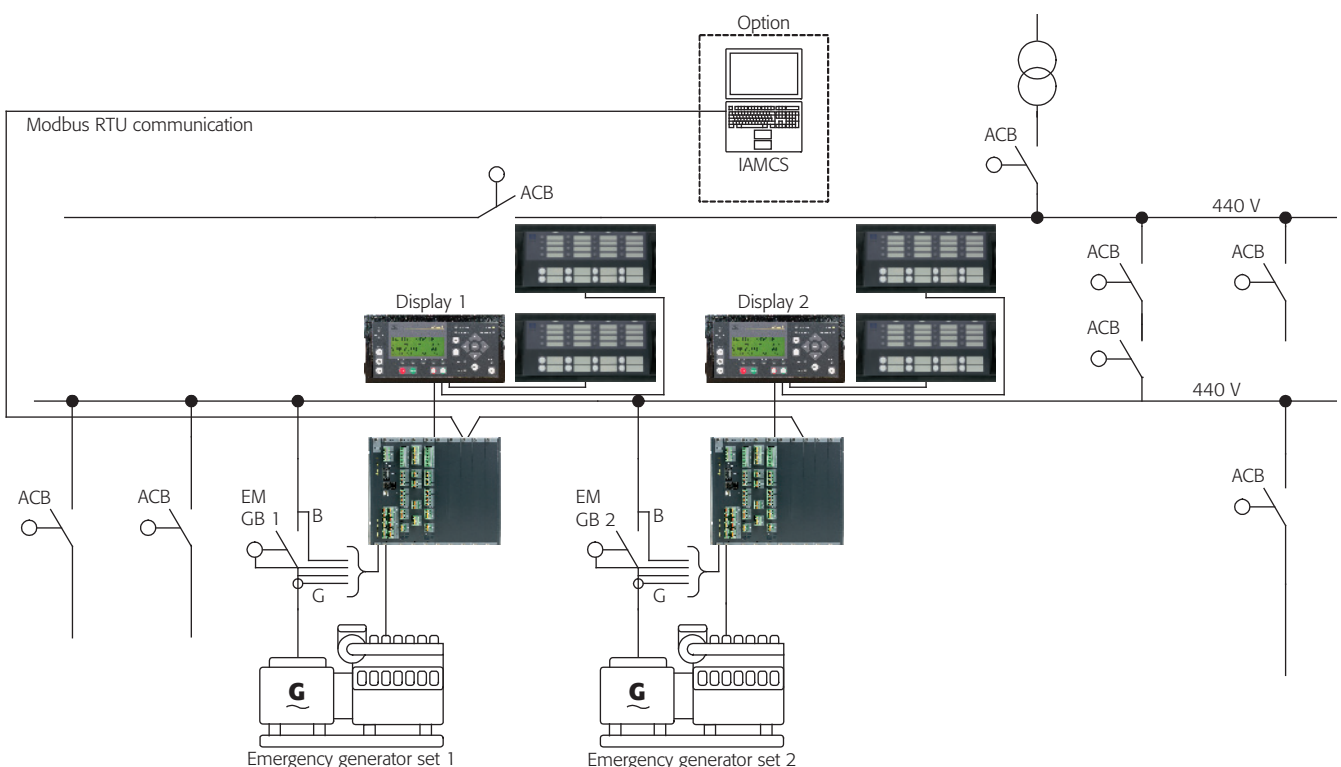 Option
IAMCS
Modbus RTU communication
ACB
ACB
440 V
ACB
ACB
ACB
Display 1
Display 2
440 V
ACB
ACB
EM
GB 1
B
G
EM
GB 2
B
G
ACB
G
G
Emergency generator set 1
Emergency generator set 2